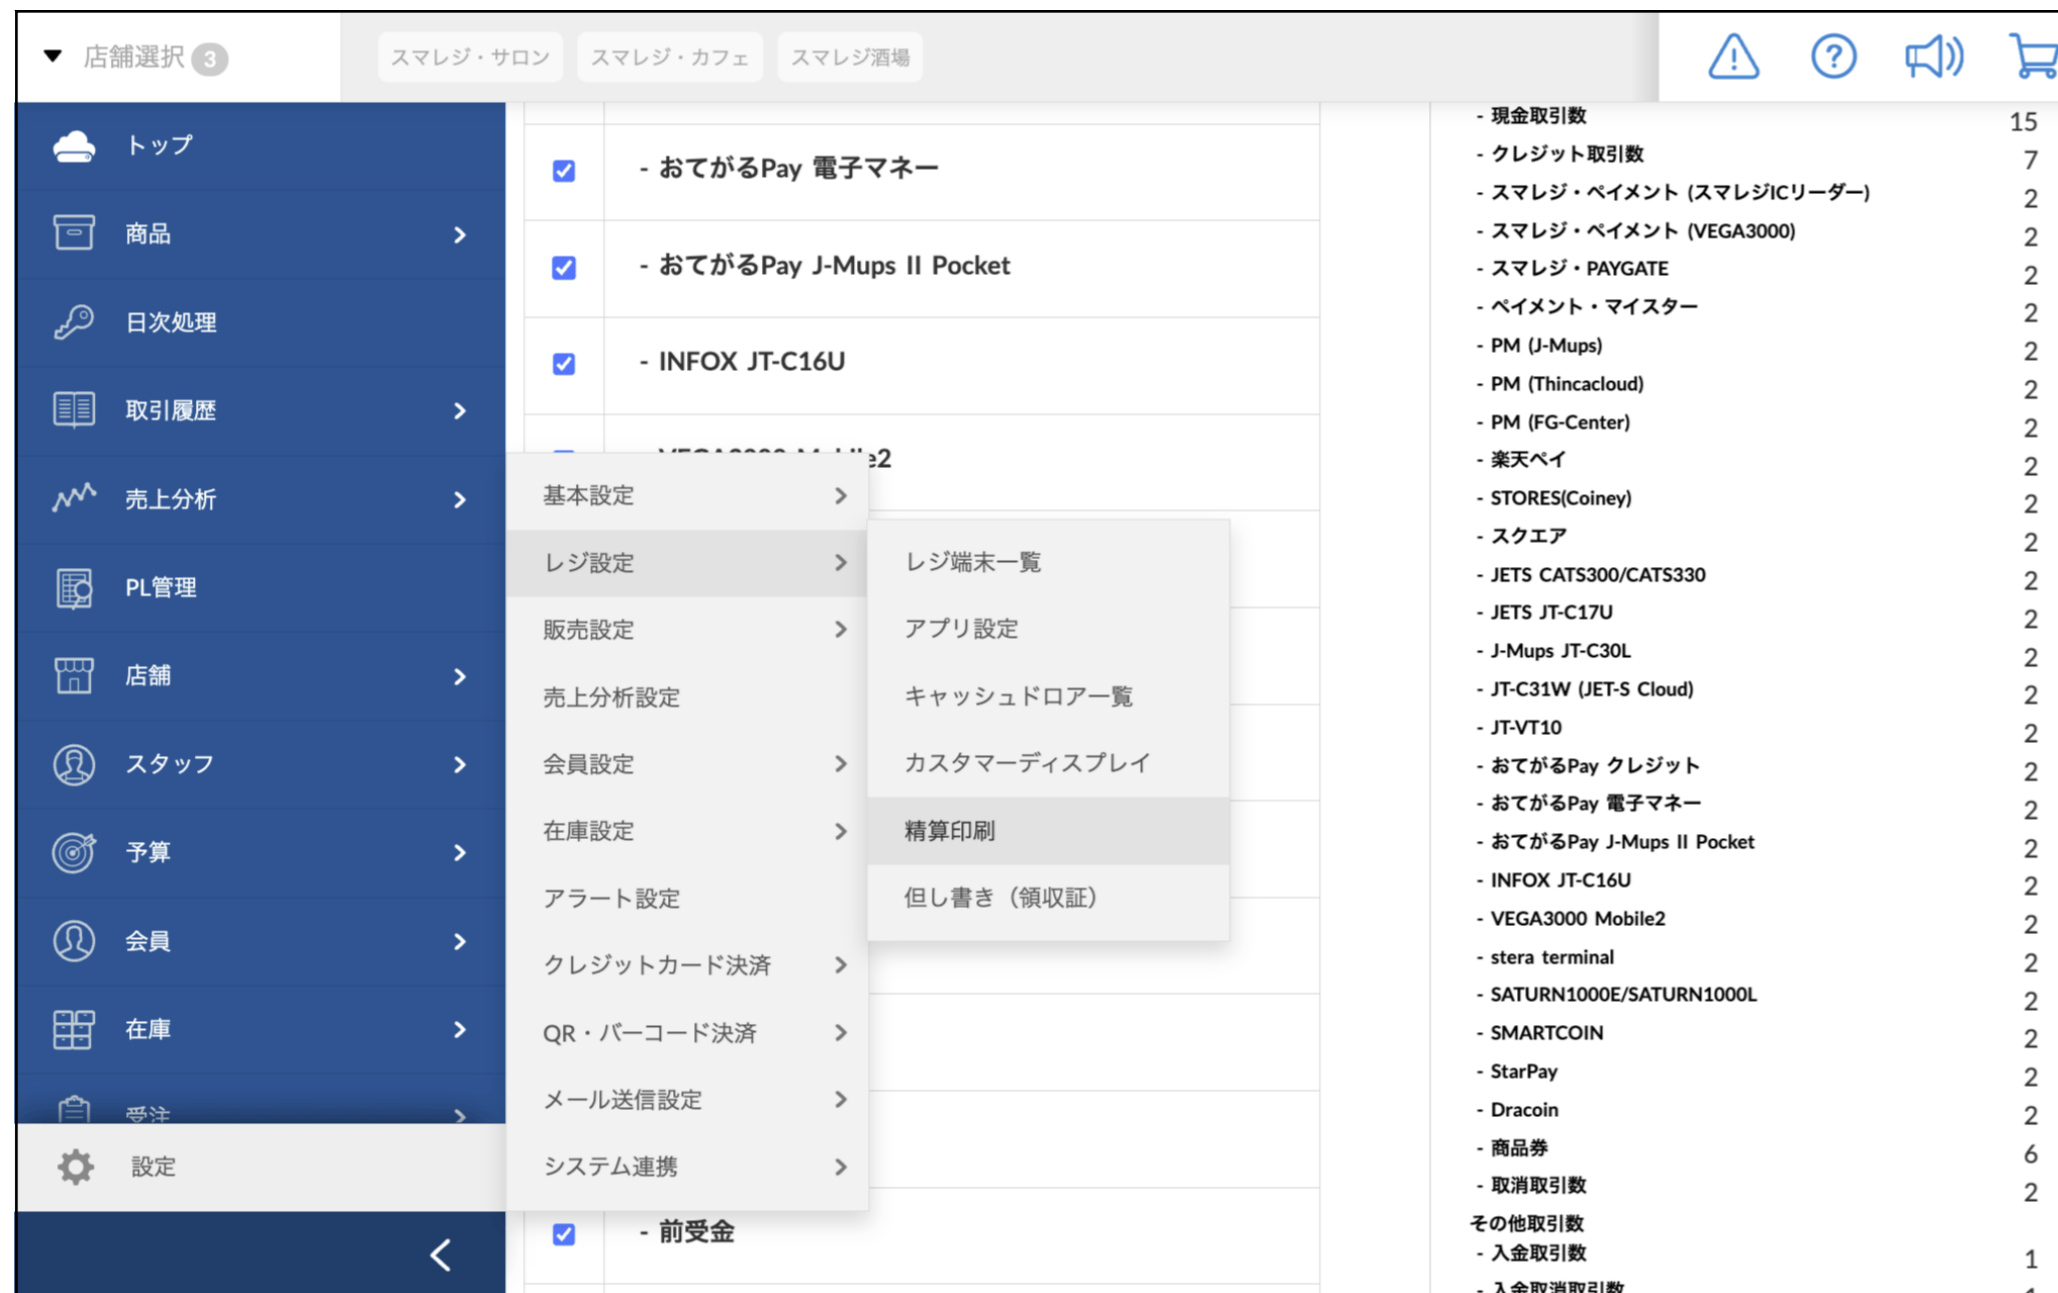 店舗選択 3
スマレジ・サロン
スマレジ・カフェ
スマレジ酒場
トップ
商品
日次処理
取引履歴
売上分析
PL管理
店舗
スタッフ
予算
会員
在庫
受注
設定
- おてがるPay 電子マネー
- おてがるPay J-Mups II Pocket
- INFOX JT-C16U
VEGA3000 Mobile2
- 前受金
基本設定
レジ設定
販売設定
売上分析設定
会員設定
在庫設定
アラート設定
クレジットカード決済
QR・バーコード決済
メール送信設定
システム連携
レジ端末一覧
アプリ設定
キャッシュドロアー覧
カスタマーディスプレイ
精算印刷
但し書き（領収証）
- 現金取引数 15
- クレジット取引数 7
- スマレジ・ペイメント (スマレジICリーダー) 2
- スマレジ・ペイメント (VEGA3000) 2
- スマレジ・PAYGATE 2
- ペイメント・マイスター 2
- PM (J-Mups) 2
- PM (Thincacloud) 2
- PM (FG-Center) 2
- 楽天ペイ 2
- STORES(Coiney) 2
- スクエア 2
- JETS CATS300/CATS330 2
- JETS JT-C17U 2
- J-Mups JT-C30L 2
- JT-C31W (JET-S Cloud) 2
- JT-VT10 2
- おてがるPay クレジット 2
- おてがるPay 電子マネー 2
- おてがるPay J-Mups II Pocket 2
- INFOX JT-C16U 2
- VEGA3000 Mobile2 2
- stera terminal 2
- SATURN1000E/SATURN1000L 2
- SMARTCOIN 2
- StarPay 2
- Dracoin 2
- 商品券 6
- 取消取引数 2
その他取引数
- 入金取引数 1
- 入金取消取引数 1